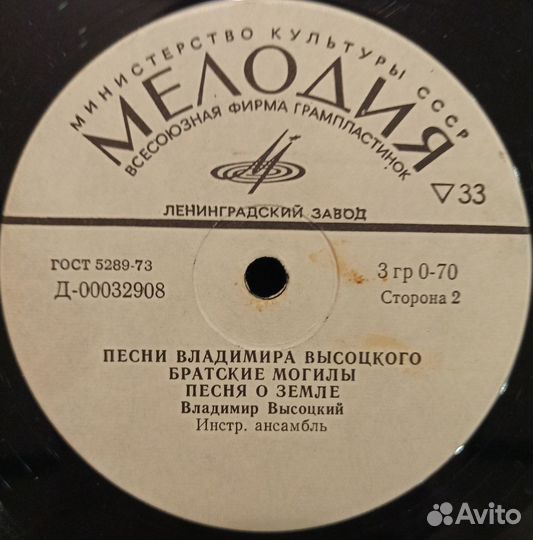 МИНИСТЕРСТВО КУЛЬТУРЫ СССР
МЕЛОДИЯ
ВСЕСОЮЗНАЯ ФИРМА ГРАМПЛАСТИНОК
▽33
ЛЕНИНГРАДСКИЙ ЗАВОД
ГОСТ 5289-73
3 гр 0-70
Д-00032908
Сторона 2
ПЕСНИ ВЛАДИМИРА ВЫСОЦКОГО
БРАТСКИЕ МОГИЛЫ
ПЕСНЯ О ЗЕМЛЕ
Владимир Высоцкий
Инстр. ансамбль
Avito